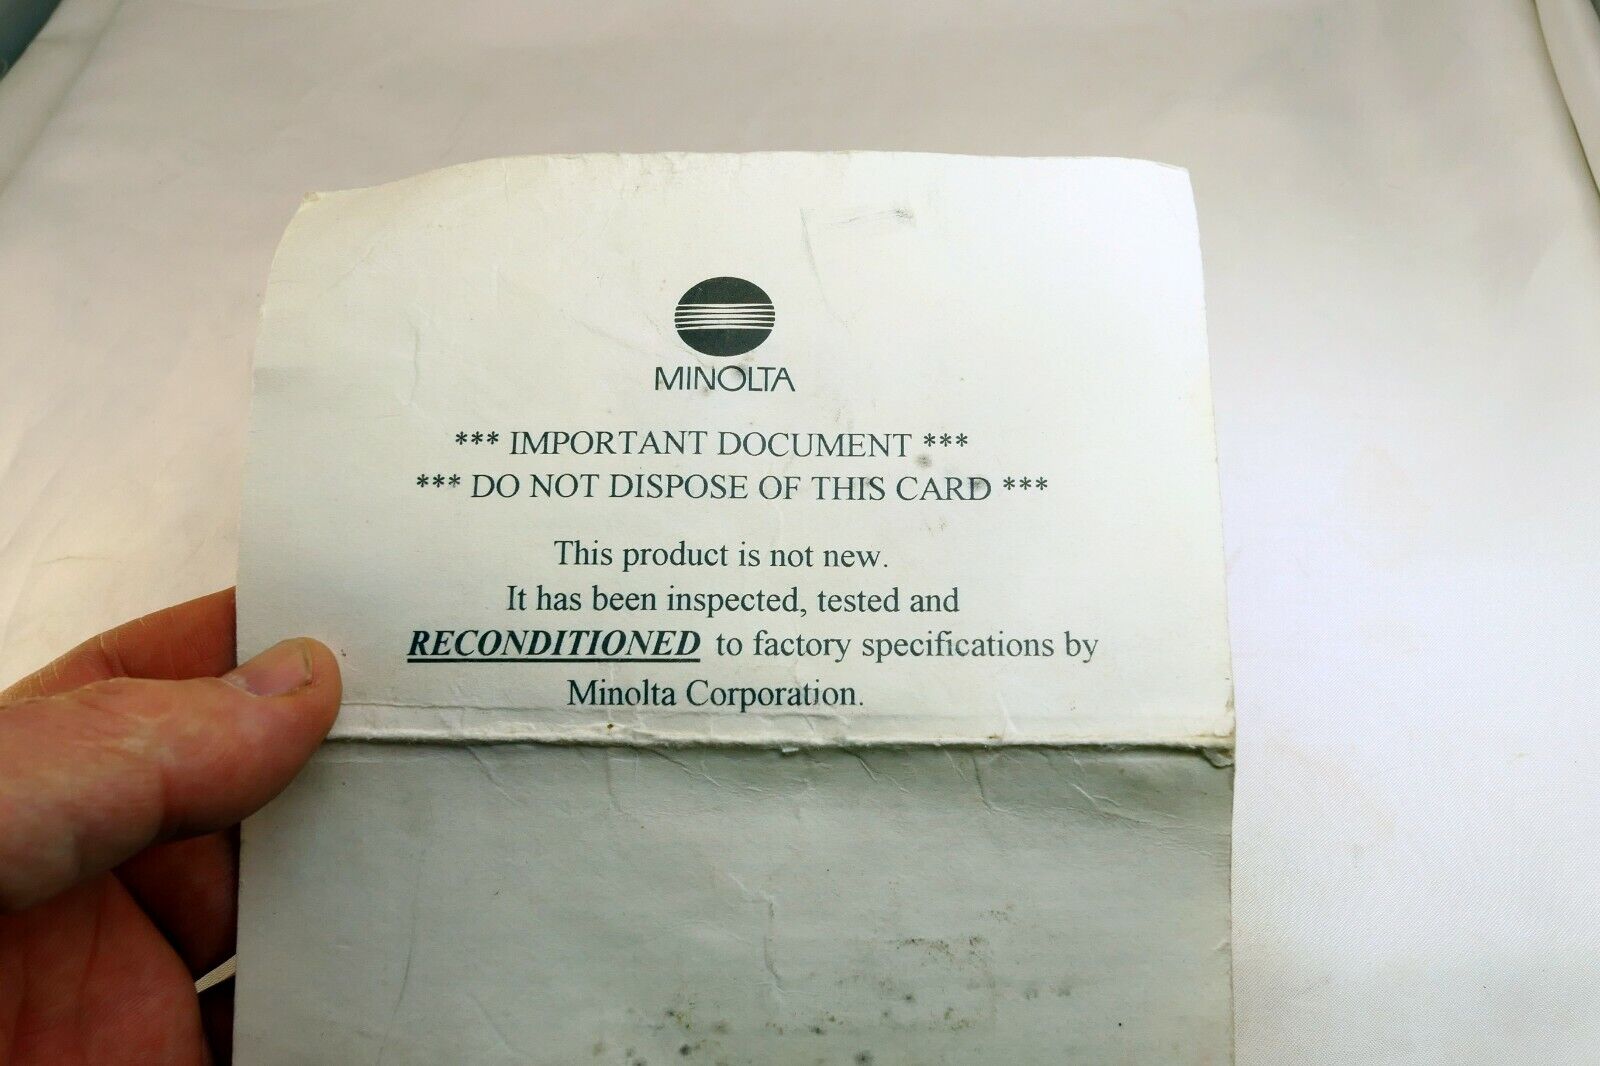 MINOLTA
*** IMPORTANT DOCUMENT ***
*** DO NOT DISPOSE OF THIS CARD ***
This product is not new.
It has been inspected, tested and
RECONDITIONED to factory specifications by
Minolta Corporation.